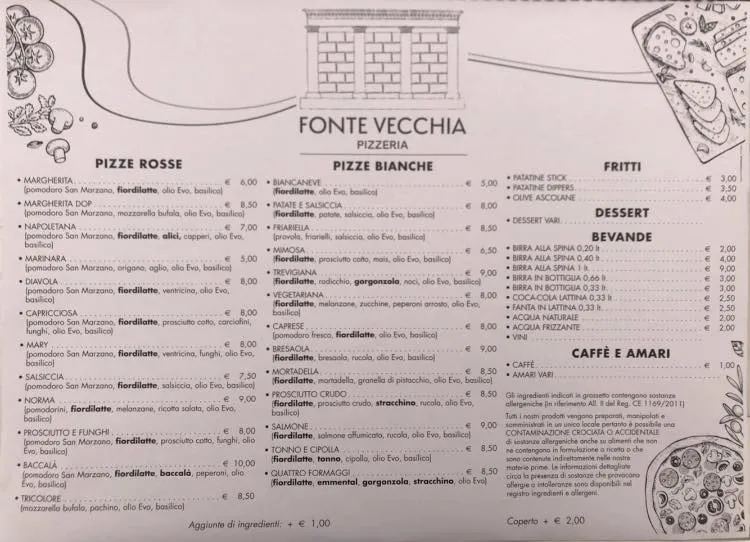 FONTE VECCHIA
PIZZERIA
PIZZE ROSSE
• MARGHERITA € 6,00
(pomodoro San Marzano, fiordilatte, olio Evo, basilico)
• MARGHERITA DOP € 8,50
(pomodoro San Marzano, mozzarella bufala, olio Evo, basilico)
• NAPOLETANA € 7,00
(pomodoro San Marzano, fiordilatte, alici, capperi, olio Evo,
basilico)
• MARINARA € 5,00
(pomodoro San Marzano, origano, aglio, olio Evo, basilico)
• DIAVOLA € 8,00
(pomodoro San Marzano, fiordilatte, ventricina, olio Evo,
basilico)
• CAPRICCIOSA € 8,00
(pomodoro San Marzano, fiordilatte, prosciutto cotto, carciofini,
funghi, olio Evo, basilico)
• MARY € 8,00
(pomodoro San Marzano, fiordilatte, ventricina, funghi, olio Evo,
basilico)
• SALSICCIA € 7,50
(pomodoro San Marzano, fiordilatte, salsiccia, olio Evo, basilico)
• NORMA € 9,00
(pomodorini, fiordilatte, melanzane, ricotta salata, olio Evo,
basilico)
• PROSCIUTTO E FUNGHI € 8,00
(pomodoro San Marzano, fiordilatte, prosciutto cotto, funghi, olio
Evo, basilico)
• BACCALÀ € 10,00
(pomodoro San Marzano, fiordilatte, baccalà, peperoni, olio
Evo, basilico)
• TRICOLORE € 8,50
(mozzarella bufala, pachino, olio Evo, basilico)
PIZZE BIANCHE
• BIANCANEVE € 5,00
(fiordilatte, olio Evo, basilico)
• PATATE E SALSICCIA € 8,00
(fiordilatte, patate, salsiccia, olio Evo, basilico)
• FRIARIELLA € 8,50
(provola, friarielli, salsiccia, olio Evo, basilico)
• MIMOSA € 6,50
(fiordilatte, prosciutto cotto, mais, olio Evo, basilico)
• TREVIGIANA € 9,00
(fiordilatte, radicchio, gorgonzola, noci, olio Evo, basilico)
• VEGETARIANA € 8,00
(fiordilatte, melanzane, zucchine, peperoni arrosto, olio Evo,
basilico)
• CAPRESE € 8,00
(pomodoro fresco, fiordilatte, olio Evo, basilico)
• BRESAOLA € 9,00
(fiordilatte, bresaola, rucola, olio Evo, basilico)
• MORTADELLA € 8,50
(fiordilatte, mortadella, granella di pistacchio, olio Evo, basilico)
• PROSCIUTTO CRUDO € 8,50
(fiordilatte, prosciutto crudo, stracchino, rucola, olio Evo,
basilico)
• SALMONE € 9,00
(fiordilatte, salmone affumicato, rucola, olio Evo, basilico)
• TONNO E CIPOLLA € 8,50
(fiordilatte, tonno, cipolla, olio Evo, basilico)
• QUATTRO FORMAGGI € 8,50
(fiordilatte, emmental, gorgonzola, stracchino, olio Evo)
FRITTI
• PATATINE STICK € 3,00
• PATATINE DIPPERS € 3,50
• OLIVE ASCOLANE € 4,00
DESSERT
• DESSERT VARI
BEVANDE
• BIRRA ALLA SPINA 0,20 lt € 2,00
• BIRRA ALLA SPINA 0,40 lt € 4,00
• BIRRA ALLA SPINA 1 lt € 9,00
• BIRRA IN BOTTIGLIA 0,66 lt € 3,00
• BIRRA IN BOTTIGLIA 0,33 lt € 3,00
• COCA-COLA LATTINA 0,33 lt € 2,50
• FANTA IN LATTINA 0,33 lt € 2,50
• ACQUA NATURALE € 2,00
• ACQUA FRIZZANTE € 2,00
• VINI
CAFFÈ E AMARI
• CAFFÈ € 1,00
• AMARI VARI
Gli ingredienti indicati in grassetto contengono sostanze
allergeniche (in riferimento All. II del Reg. CE 1169/2011)
Tutti i nostri prodotti vengono preparati, manipolati e
somministrati in un unico locale pertanto è possibile una
CONTAMINAZIONE CROCIATA O ACCIDENTALE
di sostanze allergeniche anche su alimenti che non
ne contengono in formulazione o ricetta o che
sono contenute indirettamente nelle nostre
materie prime. Le informazioni dettagliate
circa la presenza di sostanze che provocano
allergie o intolleranze sono disponibili nel
registro ingredienti e allergeni.
Aggiunte di ingredienti: + € 1,00
Coperto + € 2,00